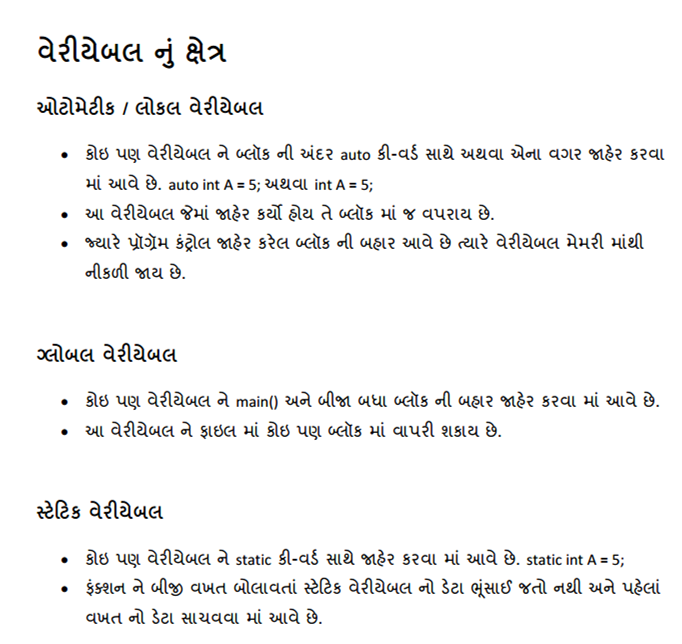 વેરીયેબલ નું ક્ષેત્ર
ઓટોમેટીક / લોકલ વેરીયેબલ
• કોઇ પણ વેરીયેબલ ને બ્લૉક ની અંદર auto કી-વર્ડ સાથે અથવા એના વગર જાહેર કરવા
માં આવે છે. auto int A = 5; અથવા int A = 5;
• આ વેરીયેબલ જેમાં જાહેર કર્યો હોય તે બ્લૉક માં જ વપરાય છે.
• જ્યારે પ્રૉગ્રૅમ કંટ્રોલ જાહેર કરેલ બ્લૉક ની બહાર આવે છે ત્યારે વેરીયેબલ મેમરી માંથી
નીકળી જાય છે.
ગ્લોબલ વેરીયેબલ
• કોઇ પણ વેરીયેબલ ને main() અને બીજા બધા બ્લૉક ની બહાર જાહેર કરવા માં આવે છે.
• આ વેરીયેબલ ને ફાઇલ માં કોઇ પણ બ્લૉક માં વાપરી શકાય છે.
સ્ટેટિક વેરીયેબલ
• કોઇ પણ વેરીયેબલ ને static કી-વર્ડ સાથે જાહેર કરવા માં આવે છે. static int A = 5;
• ફંક્શન ને બીજી વખત બોલાવતાં સ્ટેટિક વેરીયેબલ નો ડેટા ભૂંસાઈ જતો નથી અને પહેલાં
વખત નો ડેટા સાચવવા માં આવે છે.